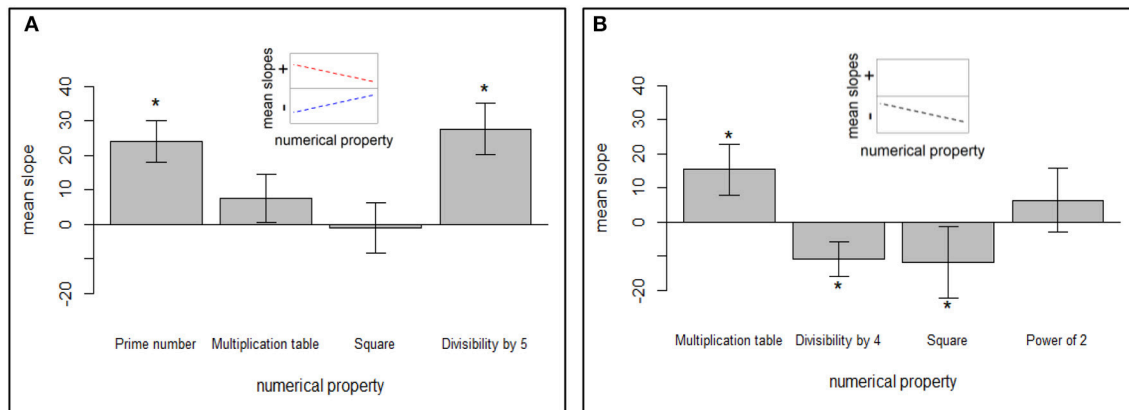 A
mean slopes
- +
numerical property
mean slope
40
30
20
10
0
-20
*
*
Prime number Multiplication table Square Divisibility by 5
numerical property
B
mean slopes
- +
numerical property
mean slope
40
30
20
10
0
-20
*
*
*
Multiplication table Divisibility by 4 Square Power of 2
numerical property